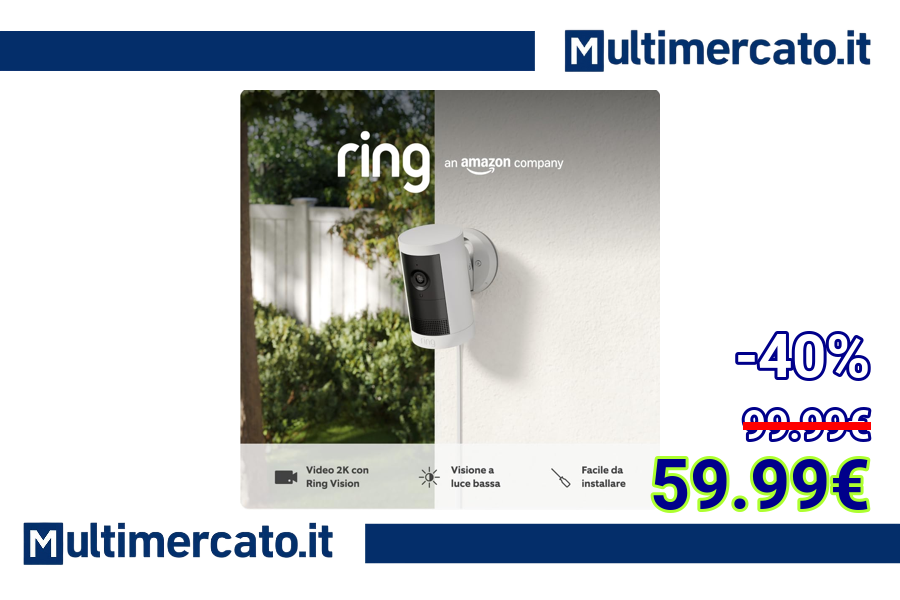 Multimercato.it
ring
an amazon company
ring
-40%
99.99€
Video 2K con
Ring Vision
Visione a
luce bassa
Facile da
installare
59.99€
Multimercato.it